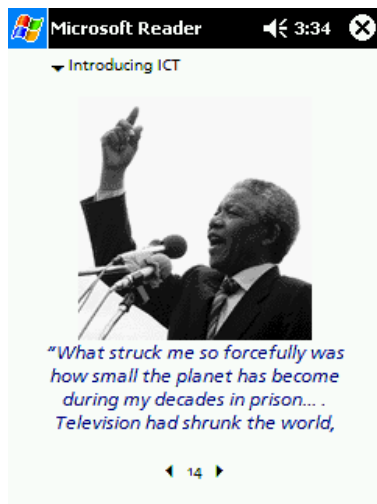 Microsoft Reader 3:34
Introducing ICT
“What struck me so forcefully was
how small the planet has become
during my decades in prison... .
Television had shrunk the world,
14